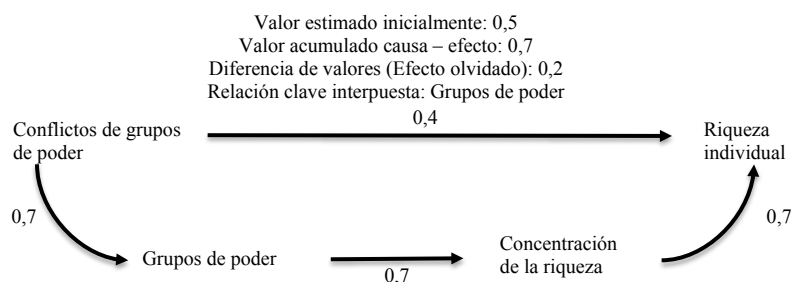 Valor estimado inicialmente: 0,5
Valor acumulado causa – efecto: 0,7
Diferencia de valores (Efecto olvidado): 0,2
Relación clave interpuesta: Grupos de poder
0,4
Conflictos de grupos
de poder
Riqueza
individual
0,7
0,7
Grupos de poder
0,7
Concentración
de la riqueza